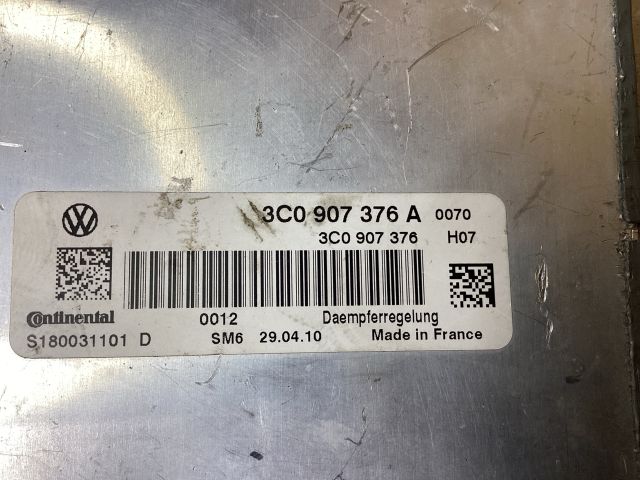 3C0 907 376 A 0070
3C0 907 376 H07
Continental 0012 Daempferregelung
S180031101 D SM6 29.04.10 Made in France